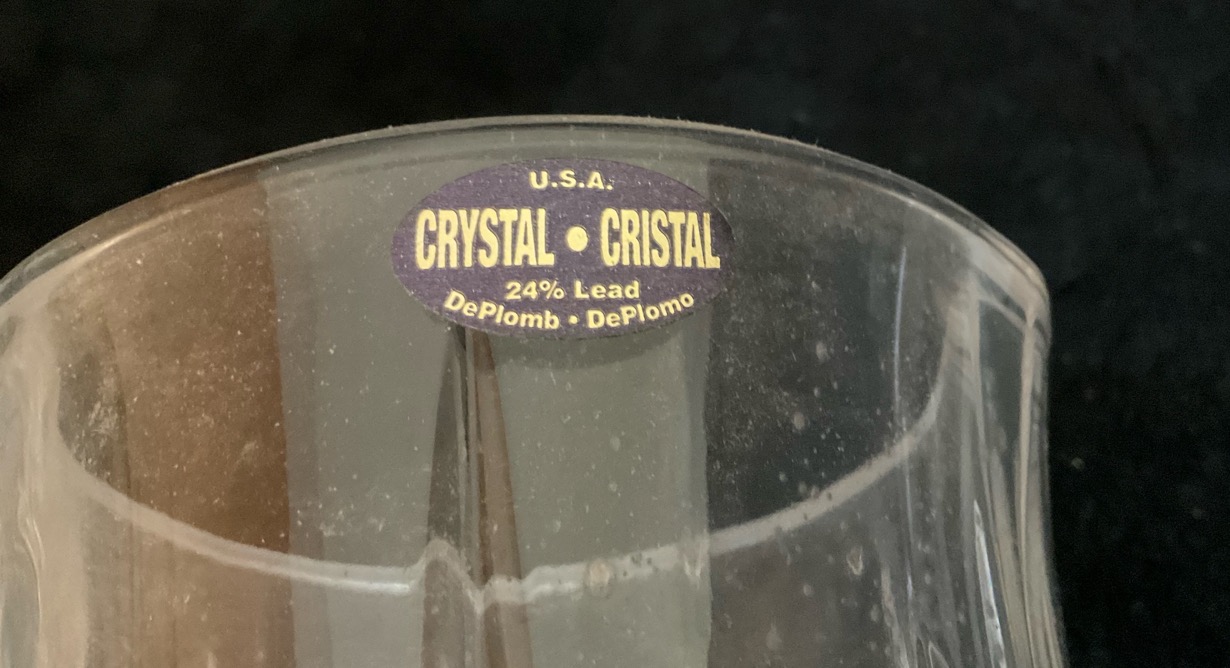 U.S.A.
CRYSTAL • CRISTAL
24% Lead
DePlomb • DePlomo